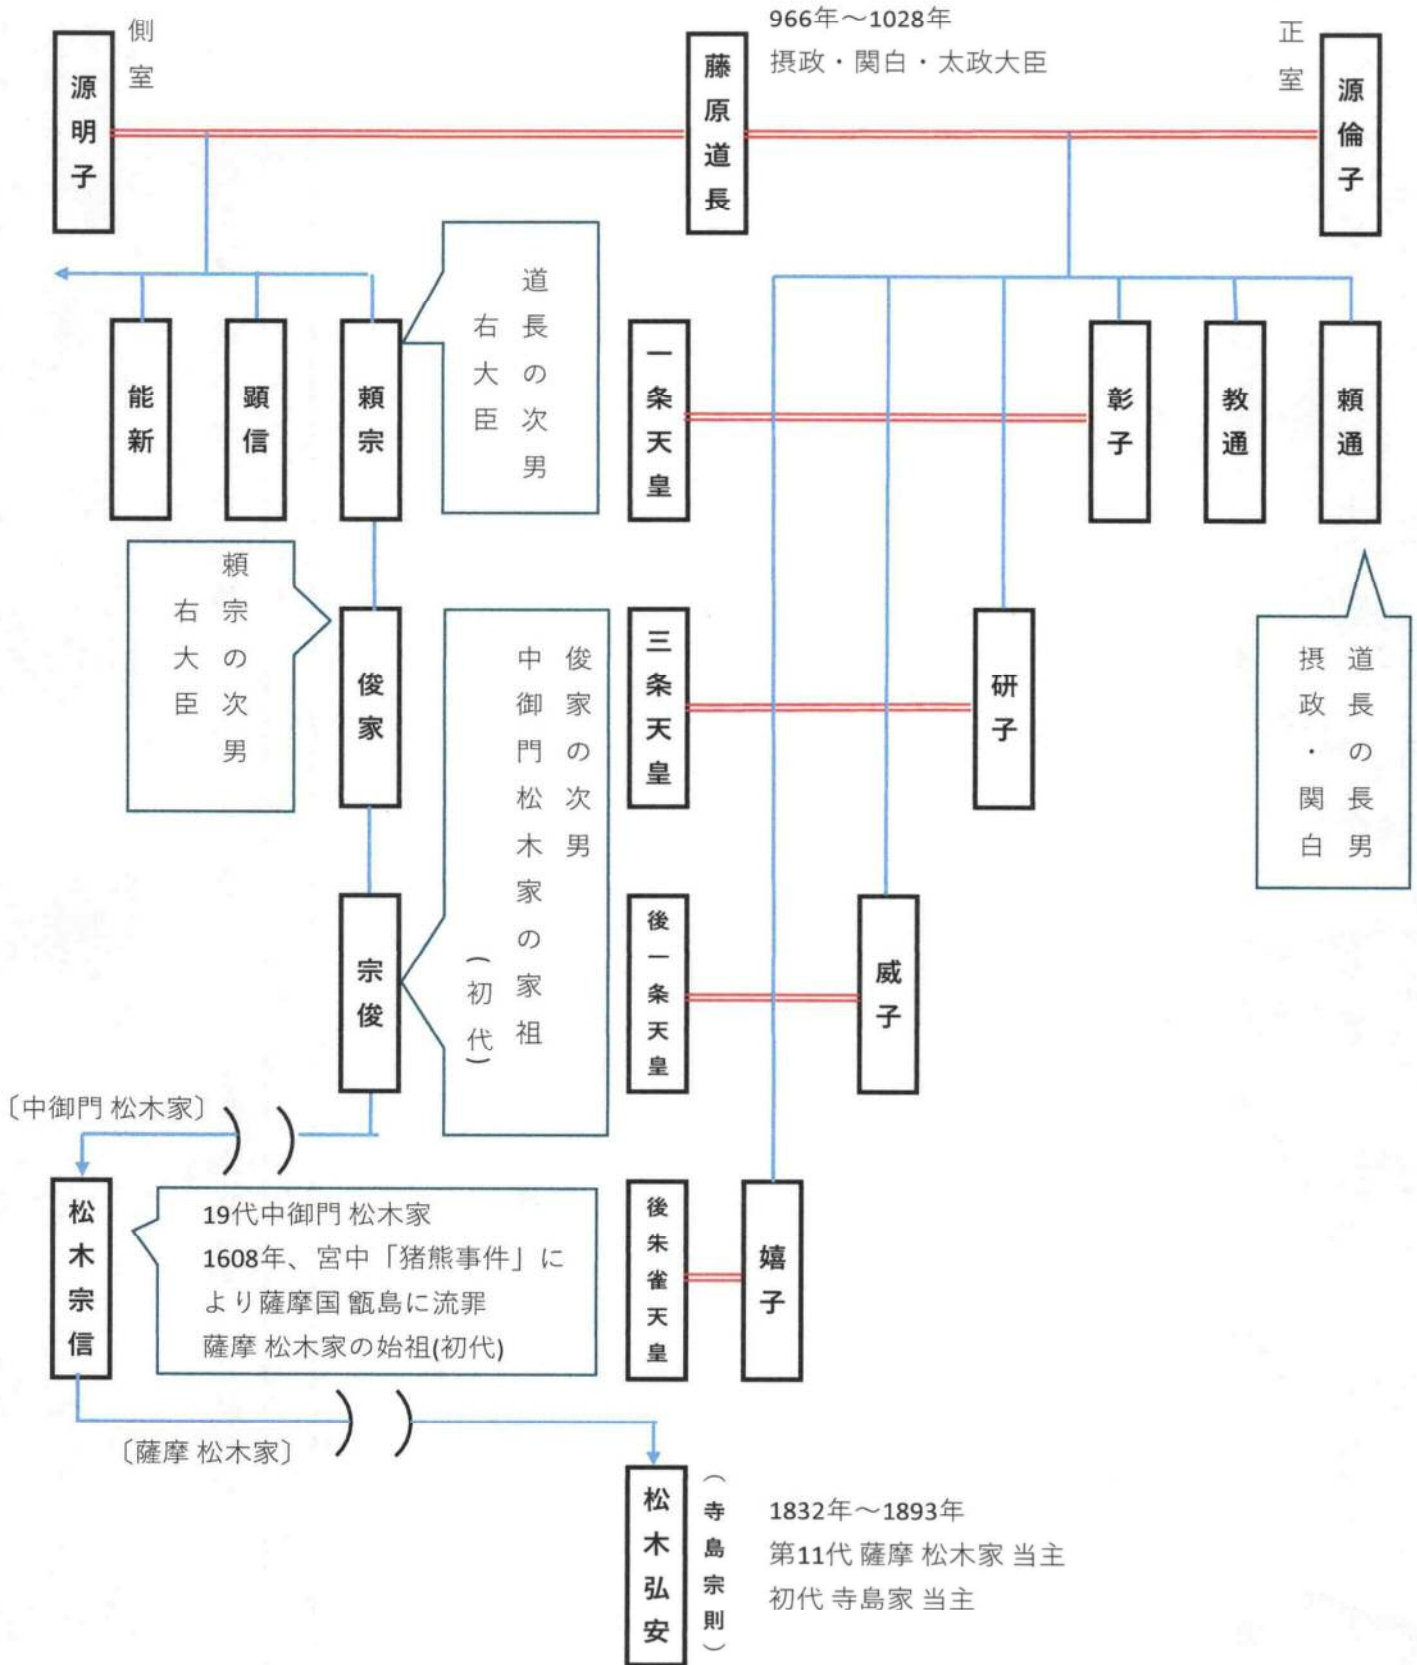 側室
源明子
藤原道長
966年～1028年
摂政・関白・太政大臣
正室
源倫子
能新
顕信
頼宗
道長の次男
右大臣
一条天皇
彰子
教通
頼通
頼宗の次男
右大臣
俊家
俊家の次男
中御門松木家の家祖
(初代)
三条天皇
研子
道長の長男
摂政・関白
宗俊
後一条天皇
威子
〔中御門 松木家〕
松木宗信
19代中御門 松木家
1608年、宮中「猪熊事件」に
より薩摩国 甑島に流罪
薩摩 松木家の始祖(初代)
後朱雀天皇
嬉子
〔薩摩 松木家〕
松木弘安
(寺島宗則)
1832年～1893年
第11代 薩摩 松木家 当主
初代 寺島家 当主